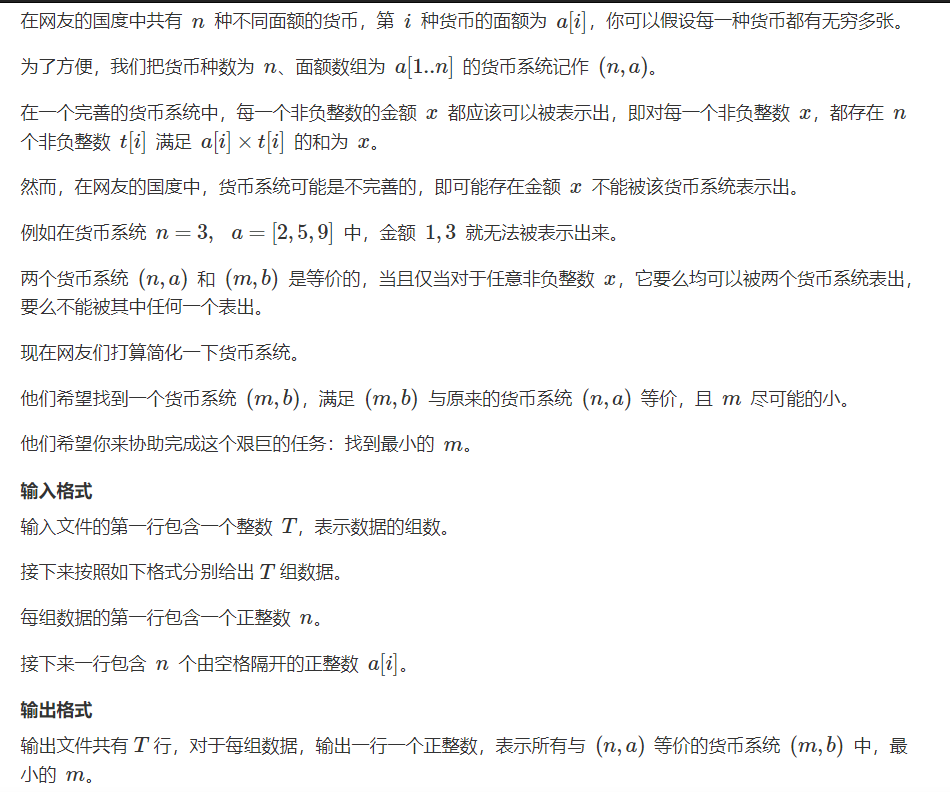 在网友的国度中共有 n 种不同面额的货币，第 i 种货币的面额为 a[i]，你可以假设每一种货币都有无穷多张。
为了方便，我们把货币种数为 n、面额数组为 a[1..n] 的货币系统记作 (n,a)。
在一个完善的货币系统中，每一个非负整数的金额 x 都应该可以被表示出，即对每一个非负整数 x，都存在 n
个非负整数 t[i] 满足 a[i] × t[i] 的和为 x。
然而，在网友的国度中，货币系统可能是不完善的，即可能存在金额 x 不能被该货币系统表示出。
例如在货币系统 n = 3, a = [2,5,9] 中，金额 1,3 就无法被表示出来。
两个货币系统 (n,a) 和 (m,b) 是等价的，当且仅当对于任意非负整数 x，它要么均可以被两个货币系统表出，
要么不能被其中任何一个表出。
现在网友们打算简化一下货币系统。
他们希望找到一个货币系统 (m,b)，满足 (m,b) 与原来的货币系统 (n,a) 等价，且 m 尽可能的小。
他们希望你来协助完成这个艰巨的任务：找到最小的 m。
输入格式
输入文件的第一行包含一个整数 T，表示数据的组数。
接下来按照如下格式分别给出 T 组数据。
每组数据的第一行包含一个正整数 n。
接下来一行包含 n 个由空格隔开的正整数 a[i]。
输出格式
输出文件共有 T 行，对于每组数据，输出一行一个正整数，表示所有与 (n,a) 等价的货币系统 (m,b) 中，最
小的 m。